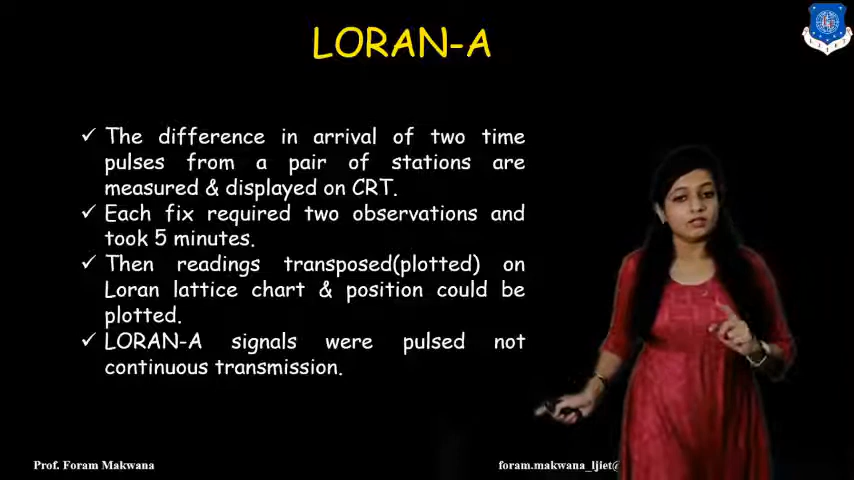 LORAN-A
✓ The difference in arrival of two time
pulses from a pair of stations are
measured & displayed on CRT.
✓ Each fix required two observations and
took 5 minutes.
✓ Then readings transposed(plotted) on
Loran lattice chart & position could be
plotted.
✓ LORAN-A signals were pulsed not
continuous transmission.
Prof. Foram Makwana
foram.makwana_ljiet@